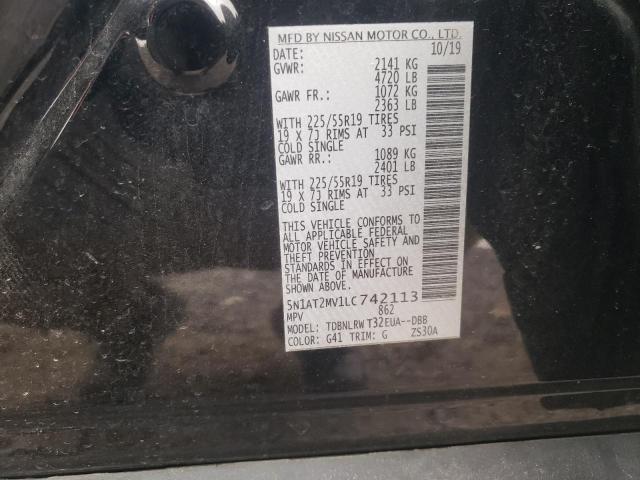 MFD BY NISSAN MOTOR CO., LTD.
DATE: 10/19
GVWR: 2141 KG
4720 LB
GAWR FR.: 1072 KG
2363 LB
WITH 225/55R19 TIRES
19 X 7J RIMS AT 33 PSI
COLD SINGLE
GAWR RR.: 1089 KG
2401 LB
WITH 225/55R19 TIRES
19 X 7J RIMS AT 33 PSI
COLD SINGLE
THIS VEHICLE CONFORMS TO
ALL APPLICABLE FEDERAL
MOTOR VEHICLE SAFETY AND
THEFT PREVENTION
STANDARDS IN EFFECT ON
THE DATE OF MANUFACTURE
SHOWN ABOVE.
5N1AT2MV1LC742113
MPV 862
MODEL: TDBNLRW T32EUA--DBB
COLOR: G41 TRIM: G ZS30A